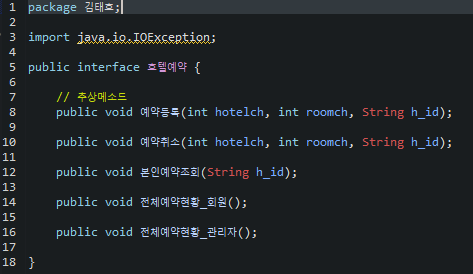 1 package 김태호;
2
3 import java.io.IOException;
4
5 public interface 호텔예약 {
6
7 // 추상메소드
8 public void 예약등록(int hotelch, int roomch, String h_id);
9
10 public void 예약취소(int hotelch, int roomch, String h_id);
11
12 public void 본인예약조회(String h_id);
13
14 public void 전체예약현황_회원();
15
16 public void 전체예약현황_관리자();
17
18 }